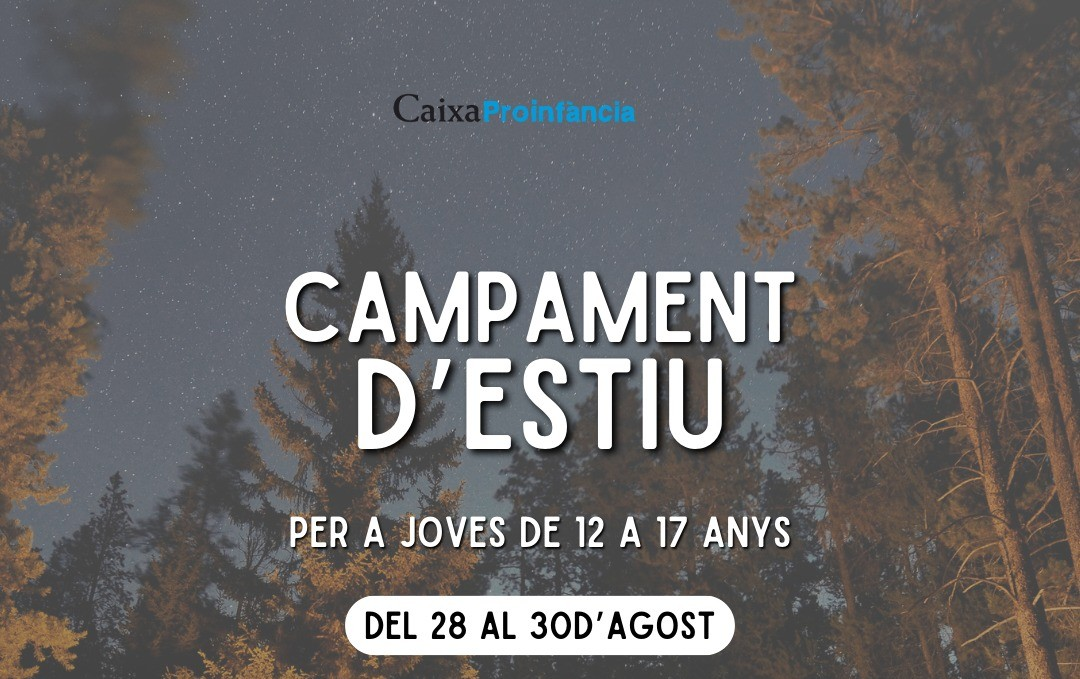 CaixaProinfància
CAMPAMENT
D'ESTIU
PER A JOVES DE 12 A 17 ANYS
DEL 28 AL 30D'AGOST